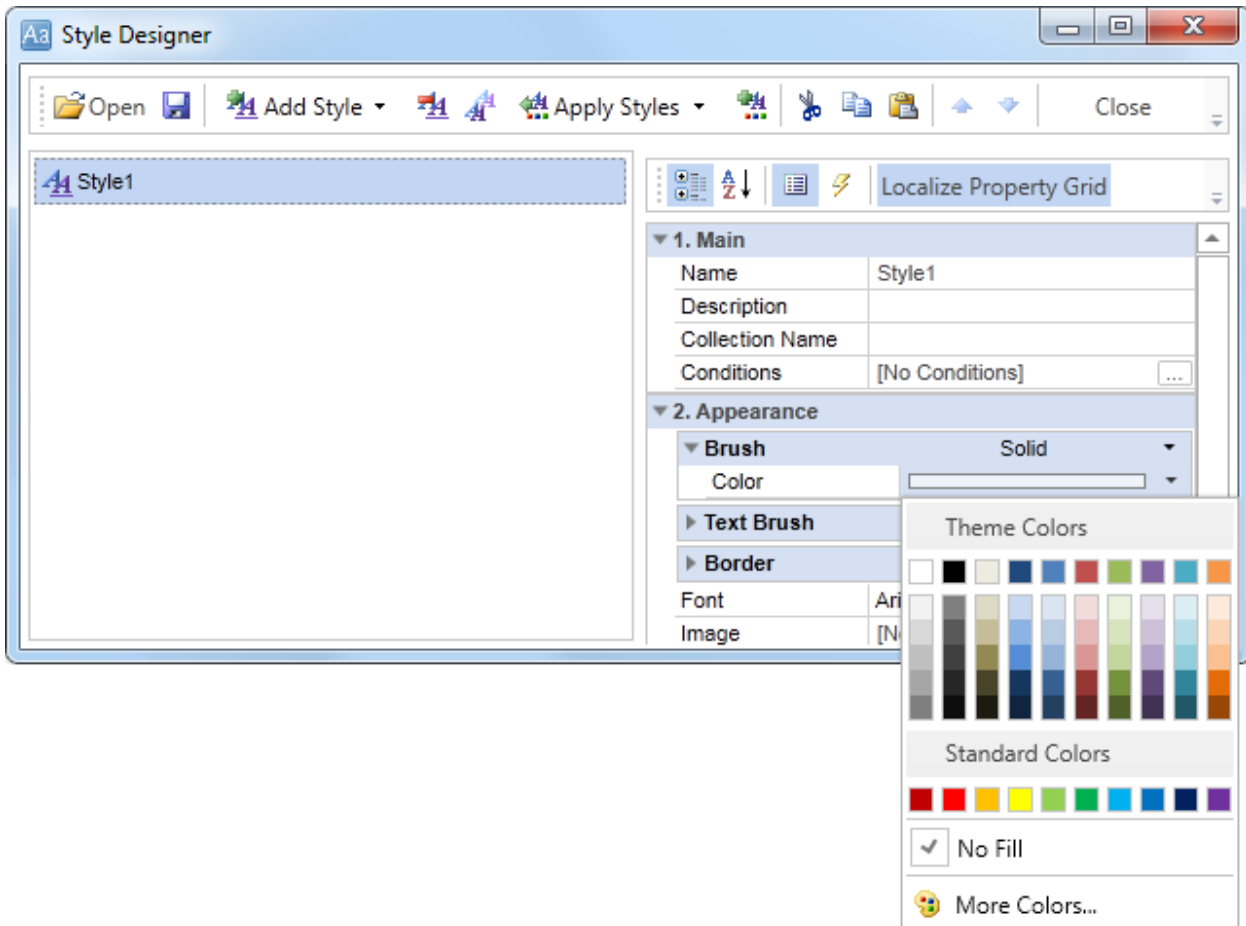 Aa Style Designer
Open Add Style Apply Styles Close
Style1
Localize Property Grid
1. Main
Name Style1
Description
Collection Name
Conditions [No Conditions] ...
2. Appearance
Brush Solid
Color
Text Brush
Border
Font
Image
Theme Colors
Standard Colors
No Fill
More Colors...